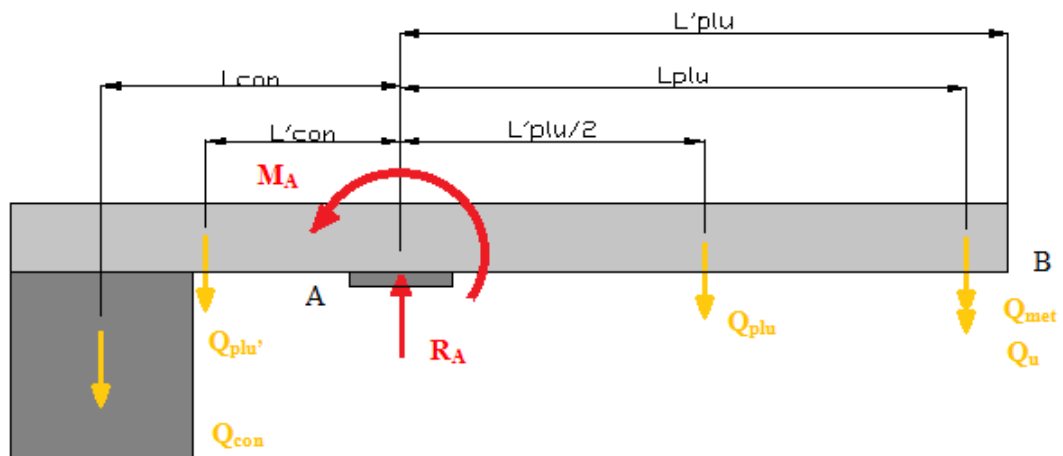 L'plu
Lcon
Lplu
L'con
L'plu/2
MA
A
B
Qplu'
RA
Qplu
Qmet
Qu
Qcon